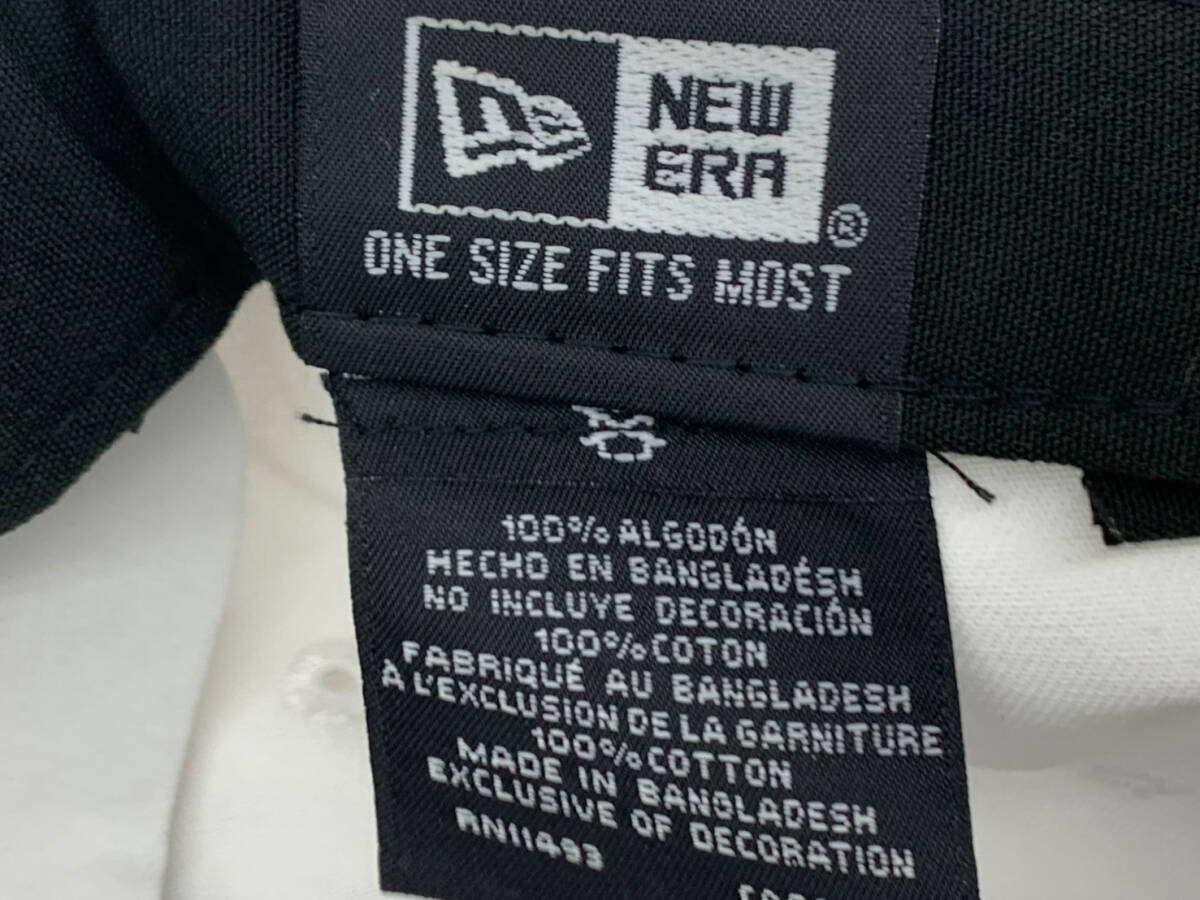 NEW
ERA
®
ONE SIZE FITS MOST
100% ALGODÓN
HECHO EN BANGLADÉSH
NO INCLUYE DECORACIÓN
100% COTON
FABRIQUÉ AU BANGLADESH
À L'EXCLUSION DE LA GARNITURE
100% COTTON
MADE IN BANGLADESH
EXCLUSIVE OF DECORATION
RN11493